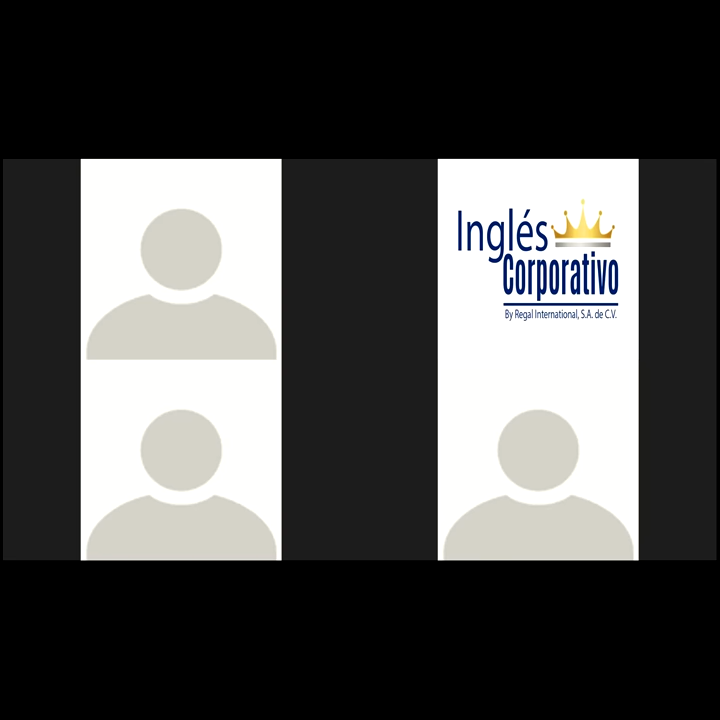 Inglés
Corporativo
By Regal International, S.A. de C.V.